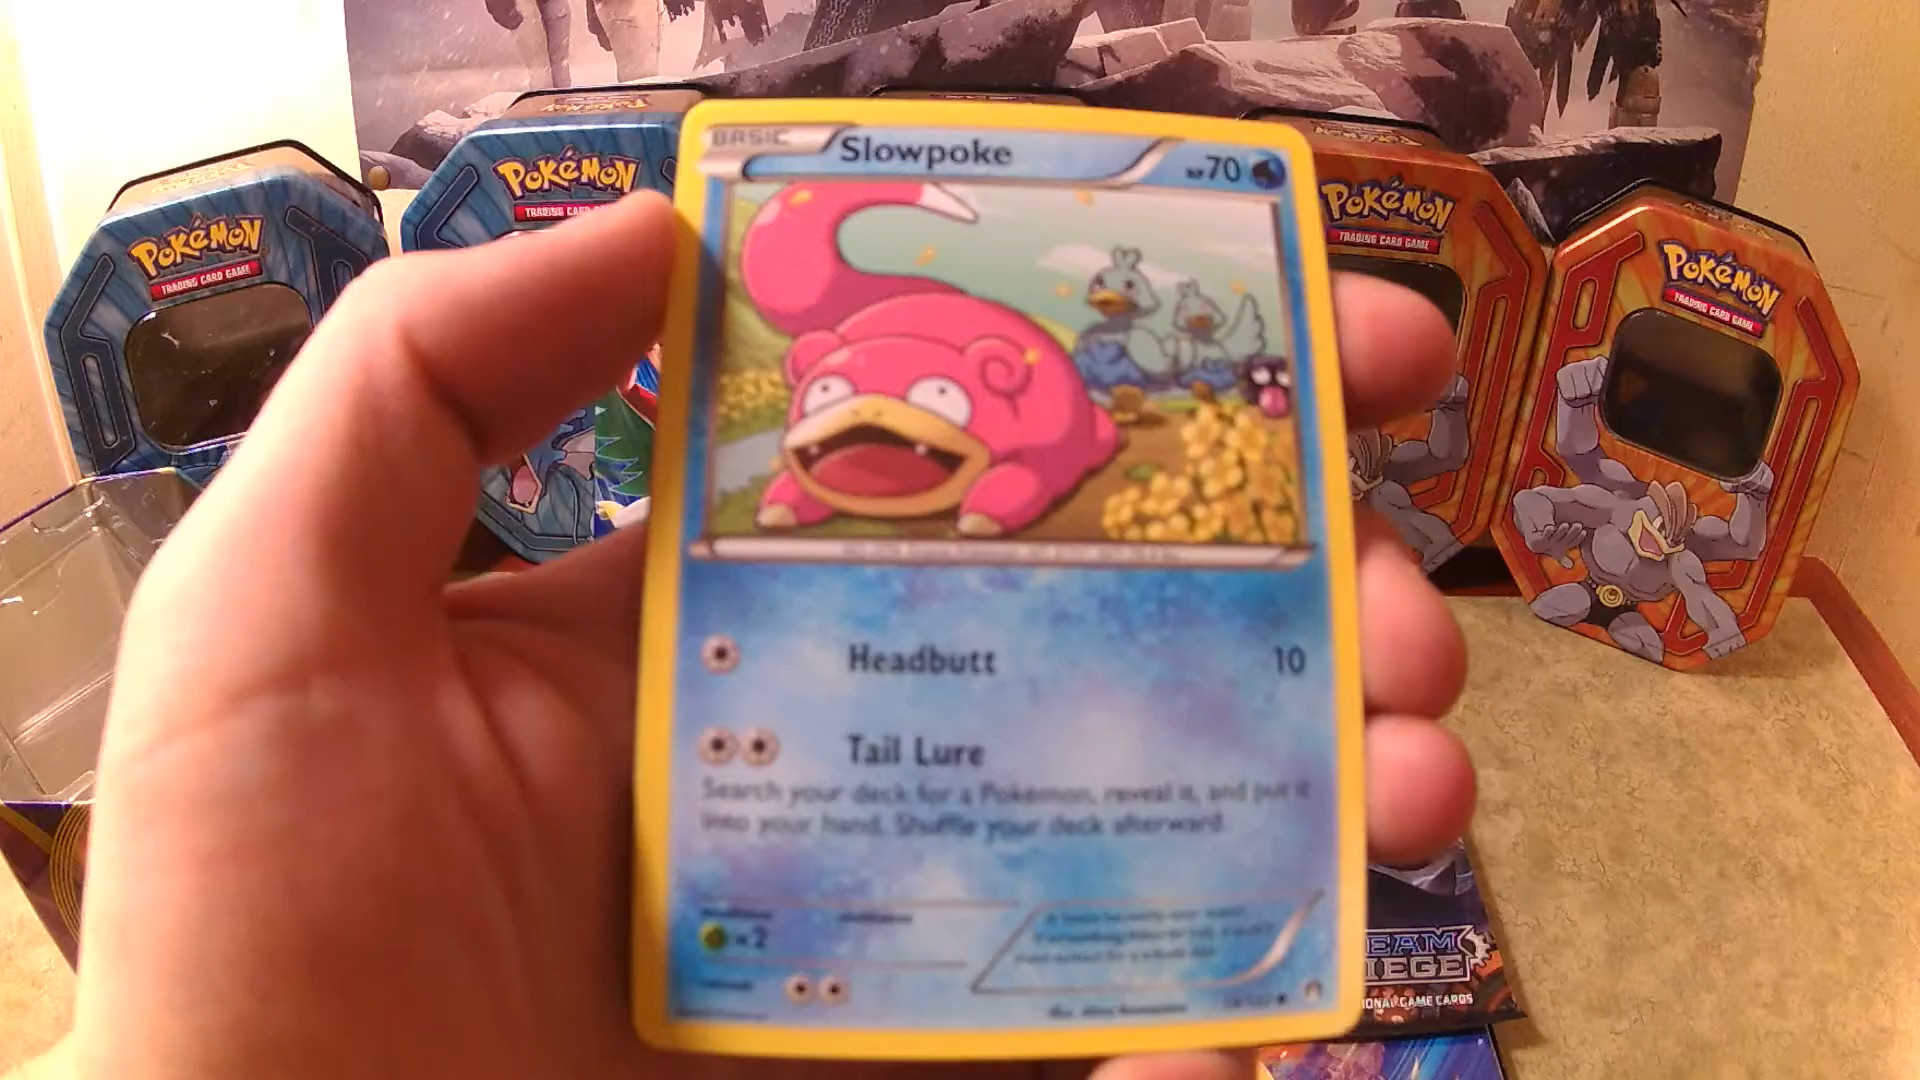 POKéMON
TRADING CARD GAME
POKéMON
TRADING CARD
BASIC
Slowpoke
HP70
POKéMON
TRADING CARD GAME
POKéMON
TRADING CARD GAME
Headbutt 10
Tail Lure
Search your deck for a Pokémon, reveal it, and put it
into your hand. Shuffle your deck afterward.
×2
EAM
IEGE
ONAL GAME CARDS